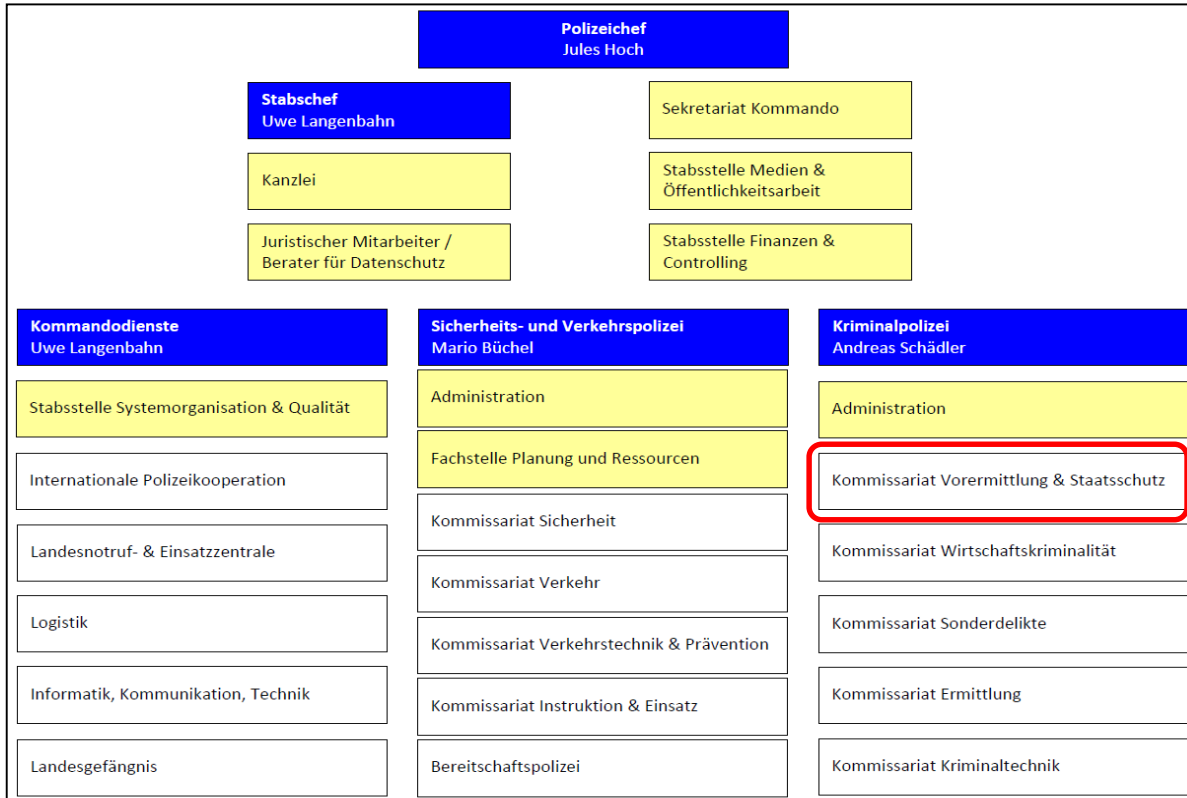 Polizeichef
Jules Hoch
Stabschef
Uwe Langenbahn
Kanzlei
Juristischer Mitarbeiter /
Berater für Datenschutz
Sekretariat Kommando
Stabsstelle Medien &
Öffentlichkeitsarbeit
Stabsstelle Finanzen &
Controlling
Kommandodienste
Uwe Langenbahn
Stabsstelle Systemorganisation & Qualität
Internationale Polizeikooperation
Landesnotruf- & Einsatzzentrale
Logistik
Informatik, Kommunikation, Technik
Landesgefängnis
Sicherheits- und Verkehrspolizei
Mario Büchel
Administration
Fachstelle Planung und Ressourcen
Kommissariat Sicherheit
Kommissariat Verkehr
Kommissariat Verkehrstechnik & Prävention
Kommissariat Instruktion & Einsatz
Bereitschaftspolizei
Kriminalpolizei
Andreas Schädler
Administration
Kommissariat Vorermittlung & Staatsschutz
Kommissariat Wirtschaftskriminalität
Kommissariat Sonderdelikte
Kommissariat Ermittlung
Kommissariat Kriminaltechnik